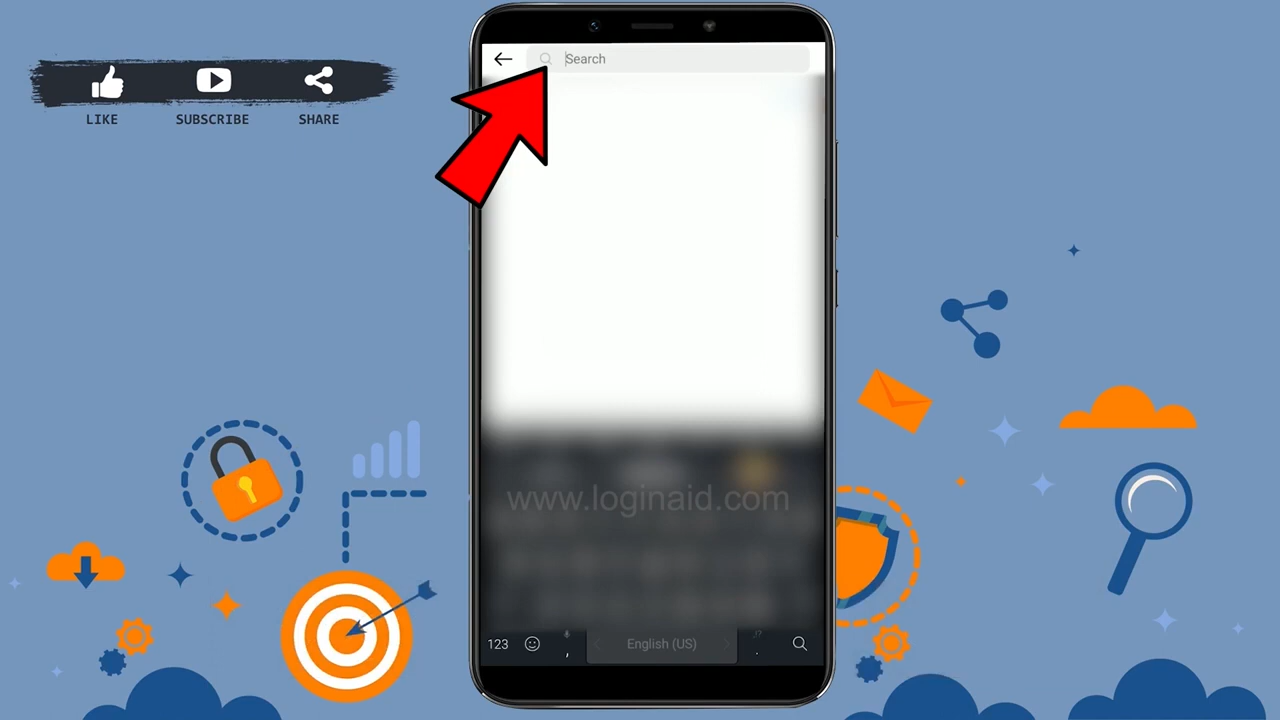 Search
LIKE
SUBSCRIBE
SHARE
www.loginaid.com
123
,
English (US)
.